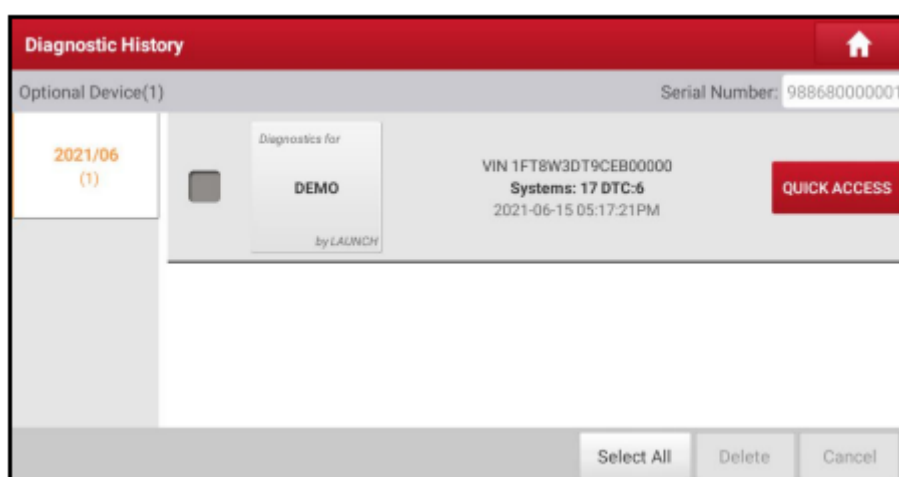 Diagnostic History
Optional Device(1)
Serial Number: 988680000001
2021/06
(1)
Diagnostics for
DEMO
by LAUNCH
VIN 1FT8W3DT9CEB00000
Systems: 17 DTC:6
2021-06-15 05:17:21PM
QUICK ACCESS
Select All
Delete
Cancel